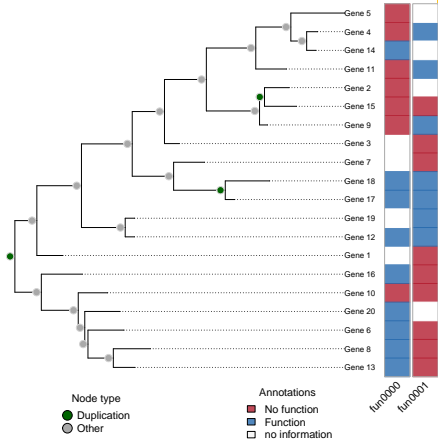 Gene 5
Gene 4
Gene 14
Gene 11
Gene 2
Gene 15
Gene 9
Gene 3
Gene 7
Gene 18
Gene 17
Gene 19
Gene 12
Gene 1
Gene 16
Gene 10
Gene 20
Gene 6
Gene 8
Gene 13
fun0000 fun0001
Node type
Duplication
Other
Annotations
No function
Function
no information